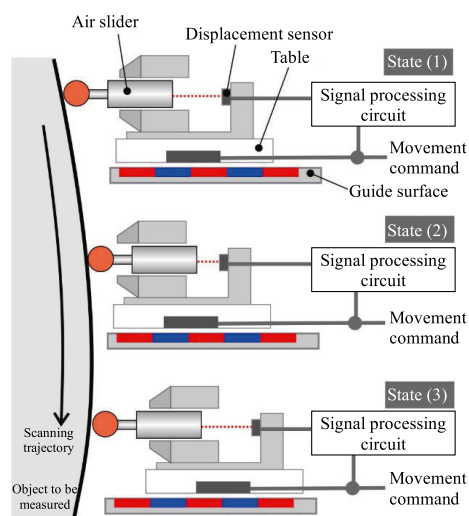 Air slider
Displacement sensor
Table
State (1)
Signal processing
circuit
Movement
command
Guide surface
State (2)
Signal processing
circuit
Movement
command
State (3)
Signal processing
circuit
Movement
command
Scanning
trajectory
Object to be
measured